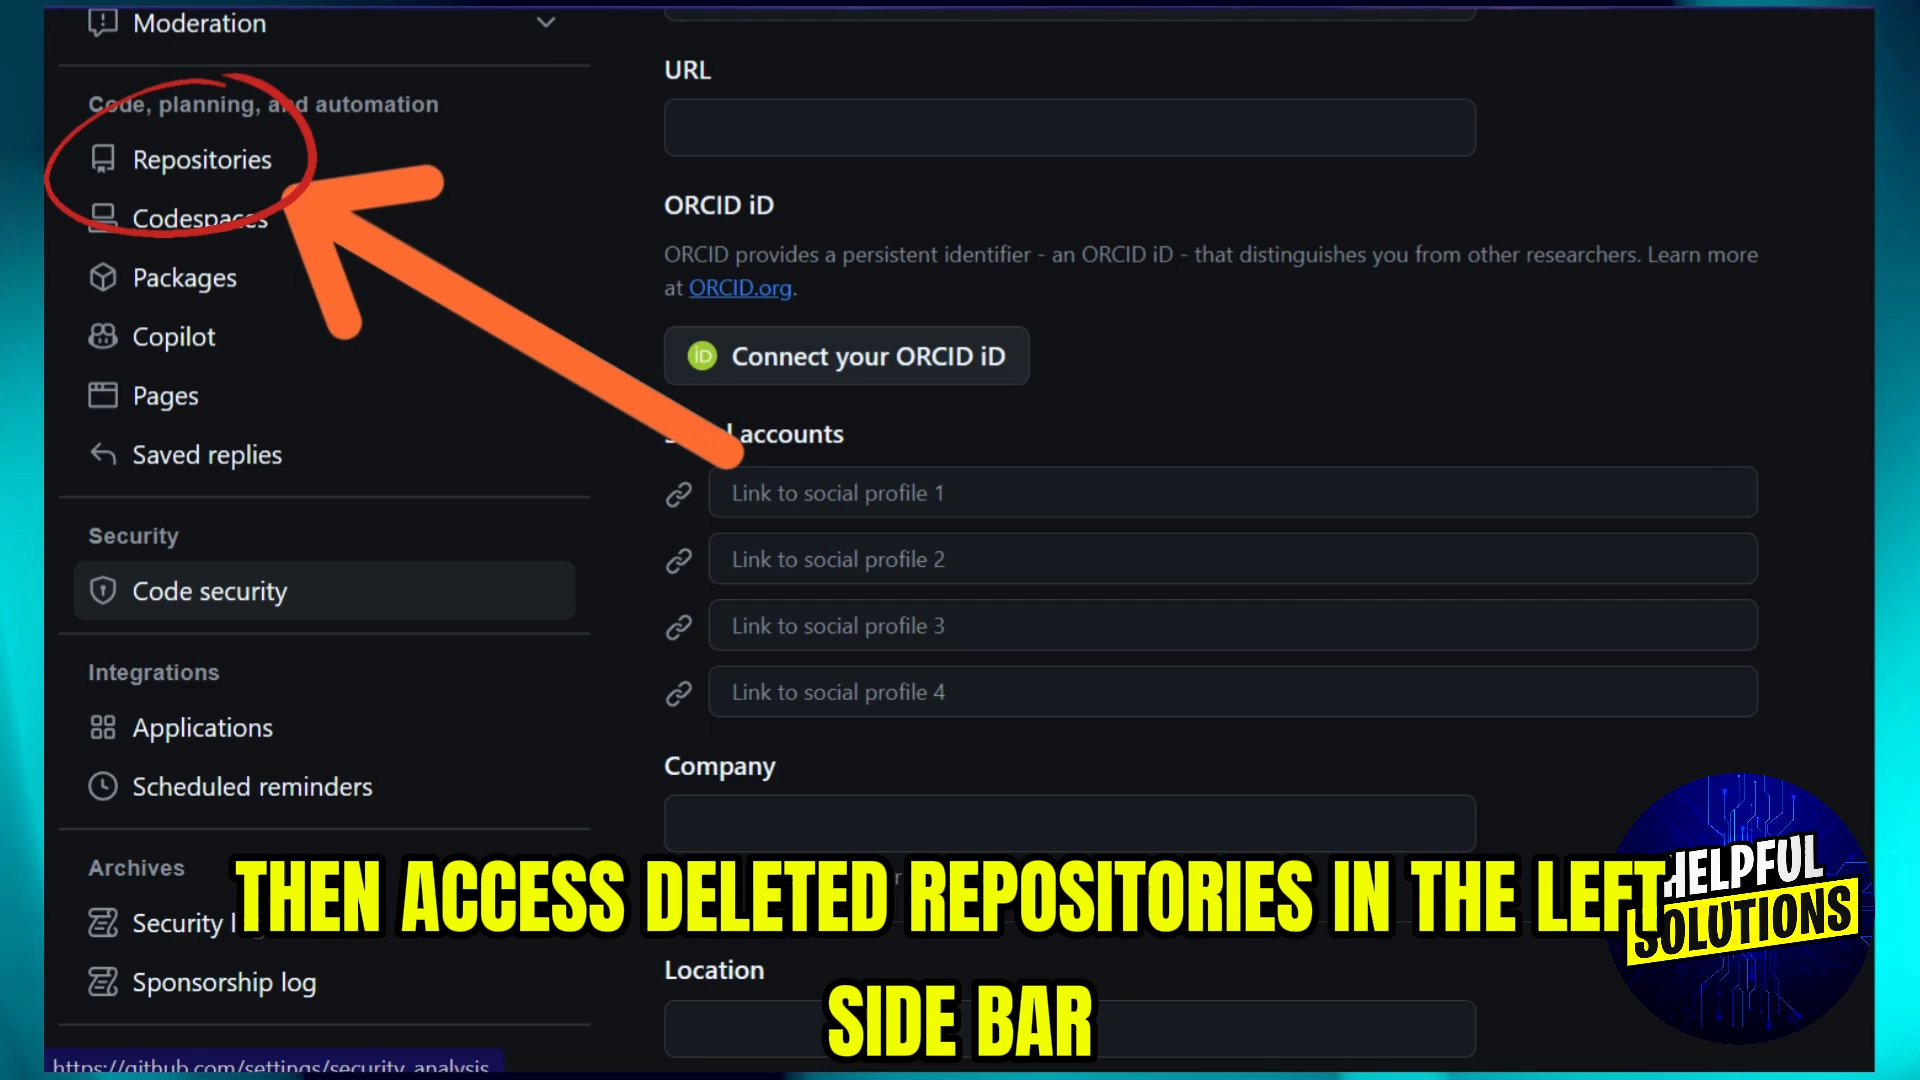 Moderation
Code, planning, and automation
Repositories
Codespaces
Packages
Copilot
Pages
Saved replies
Security
Code security
Integrations
Applications
Scheduled reminders
Archives
Security
Sponsorship log
https://github.com/settings/security_analysis
URL
ORCID iD
ORCID provides a persistent identifier - an ORCID iD - that distinguishes you from other researchers. Learn more
at ORCID.org.
iD Connect your ORCID iD
accounts
Link to social profile 1
Link to social profile 2
Link to social profile 3
Link to social profile 4
Company
Location
THEN ACCESS DELETED REPOSITORIES IN THE LEFT
SIDE BAR
HELPFUL
SOLUTIONS